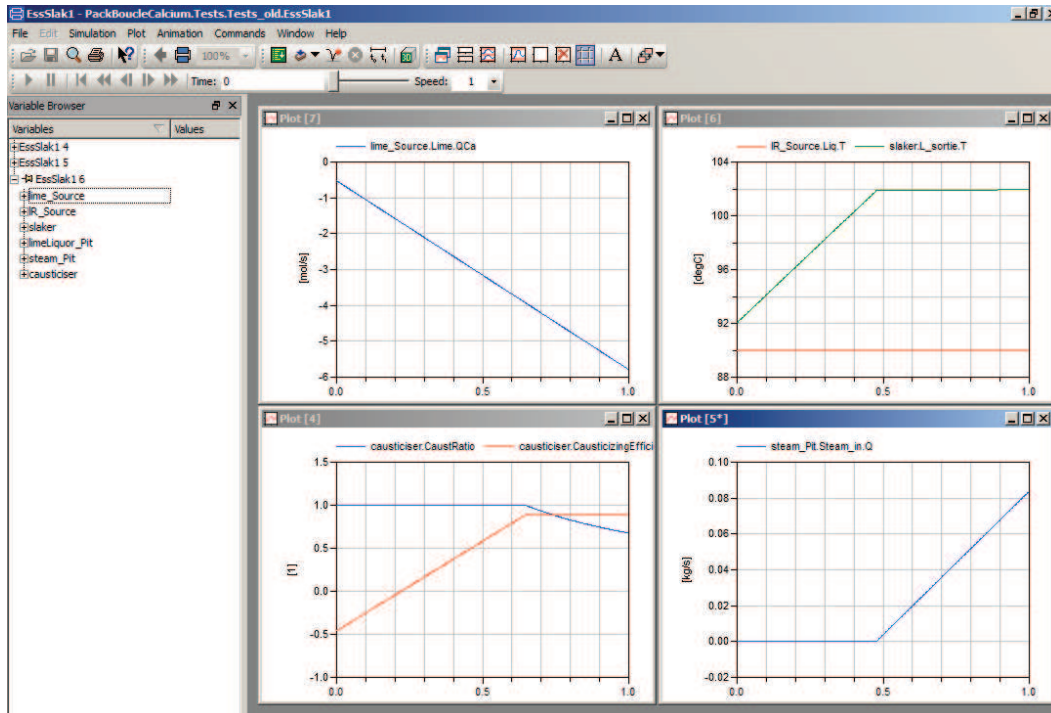 EssSlak1 - PackBoucleCalcium.Tests.Tests_old.EssSlak1
File Edit Simulation Plot Animation Commands Window Help
100%
Time: 0 Speed: 1
Variable Browser
Variables Values
EssSlak1 4
EssSlak1 5
EssSlak1 6
lime_Source
lR_Source
slaker
limeLiquor_Pit
steam_Pit
causticiser
Plot [7]
lime_Source.Lime.QCa
0
-1
-2
-3
-4
-5
-6
[mol/s]
0.0 0.5 1.0
Plot [6]
lR_Source.Liq.T slaker.L_sortie.T
104
100
96
92
88
[degC]
0.0 0.5 1.0
Plot [4]
causticiser.CaustRatio causticiser.CausticizingEffici
1.5
1.0
0.5
0.0
-0.5
-1.0
[1]
0.0 0.5 1.0
Plot [5*]
steam_Pit.Steam_in.Q
0.10
0.08
0.06
0.04
0.02
0.00
-0.02
[kg/s]
0.0 0.5 1.0